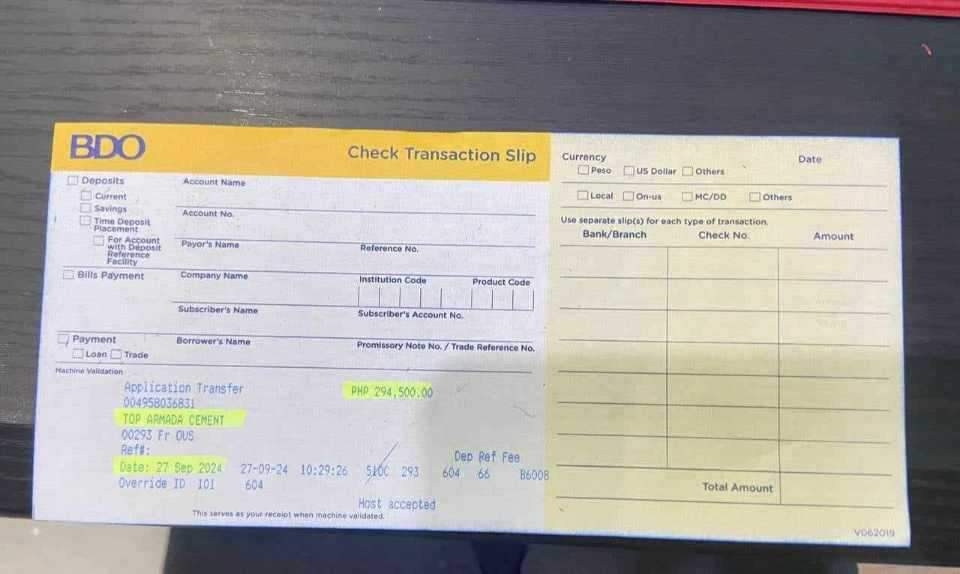 BDO
Check Transaction Slip
Deposits
Current
Savings
Time Deposit
Placement
For Account
with Deposit
Reference
Facility
Bills Payment
Payment
Loan Trade
Account Name
Account No.
Payor's Name Reference No.
Company Name Institution Code Product Code
Subscriber's Name Subscriber's Account No.
Borrower's Name Promissory Note No. / Trade Reference No.
Machine Validation
Application Transfer PHP 294,500.00
004958036831
TOP ARMADA CEMENT
00293 Fr OUS
Ref#: Dep Ref Fee
Date: 27 Sep 2024 27-09-24 10:29:26 SIOC 293 604 66 B6008
Override ID 101 604
Host accepted
This serves as your receipt when machine validated.
Currency Date
Peso US Dollar Others
Local On-us MC/DD Others
Use separate slip(s) for each type of transaction.
Bank/Branch Check No. Amount
Total Amount
V062019